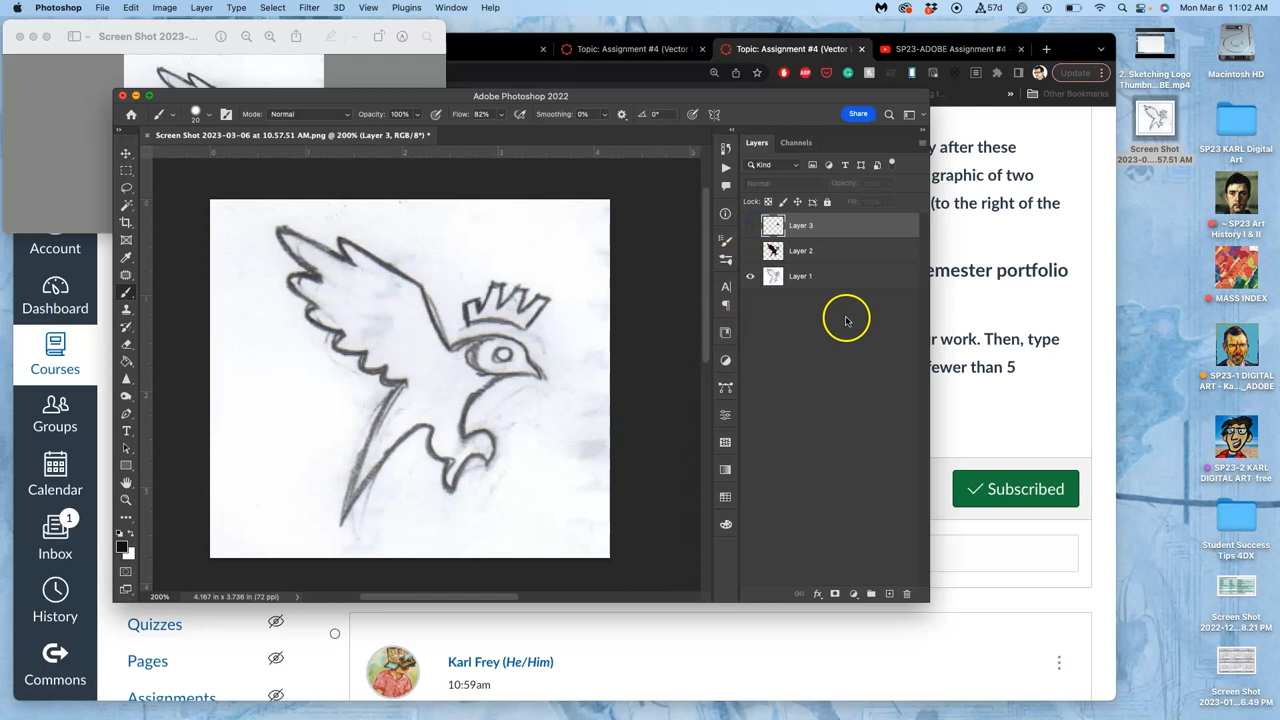 Photoshop File Edit Image Layer Type Select Filter 3D View Plugins Window Help
57d
Mon Mar 6 11:02 AM
Screen Shot 2023-...
Topic: Assignment #4 (Vector
Topic: Assignment #4 (Vector
SP23-ADOBE Assignment #4 -
Update
Other Bookmarks
Adobe Photoshop 2022
20
Mode: Normal
Opacity: 100%
Flow: 82%
Smoothing: 0%
0°
Share
Screen Shot 2023-03-06 at 10.57.51 AM.png @ 200% (Layer 3, RGB/8*) *
Layers
Channels
Kind
Normal
Opacity: 100%
Lock:
Fill:
Layer 3
Layer 2
Layer 1
200%
4.167 in x 3.736 in (72 ppi)
y after these
graphic of two
(to the right of the
emester portfolio
r work. Then, type
fewer than 5
Subscribed
Karl Frey (He/Him)
10:59am
Account
Dashboard
Courses
Groups
Calendar
1
Inbox
History
Commons
Quizzes
Pages
Assignments
2. Sketching Logo
Thumbn...BE.mp4
Screen Shot
2023-0....57.51 AM
Macintosh HD
SP23 KARL Digital
Art
~ SP23 Art
History I & II
MASS INDEX
SP23-1 DIGITAL
ART - Ka..._ADOBE
SP23-2 KARL
DIGITAL ART free
Student Success
Tips 4DX
Screen Shot
2022-12...8.21 PM
Screen Shot
2023-01...6.49 PM